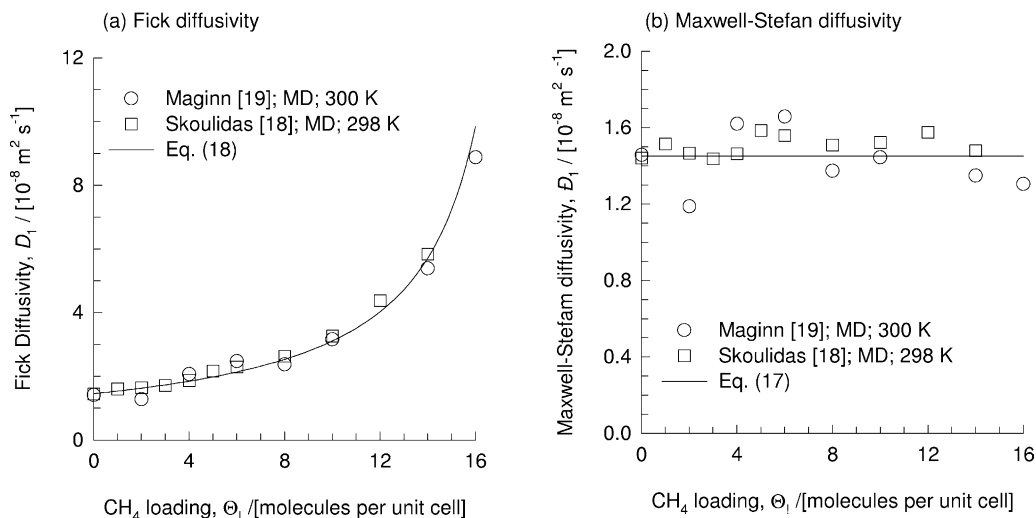 (a) Fick diffusivity
Fick Diffusivity, D1 / [10-8 m2 s-1]
12
8
4
0
Maginn [19]; MD; 300 K
Skoulidas [18]; MD; 298 K
Eq. (18)
0 4 8 12 16
CH4 loading, ΘI /[molecules per unit cell]
(b) Maxwell-Stefan diffusivity
Maxwell-Stefam diffusivity, Đ1 / [10-8 m2 s-1]
2.0
1.6
1.2
0.8
0.4
0.0
Maginn [19]; MD; 300 K
Skoulidas [18]; MD; 298 K
Eq. (17)
0 4 8 12 16
CH4 loading, ΘI /[molecules per unit cell]